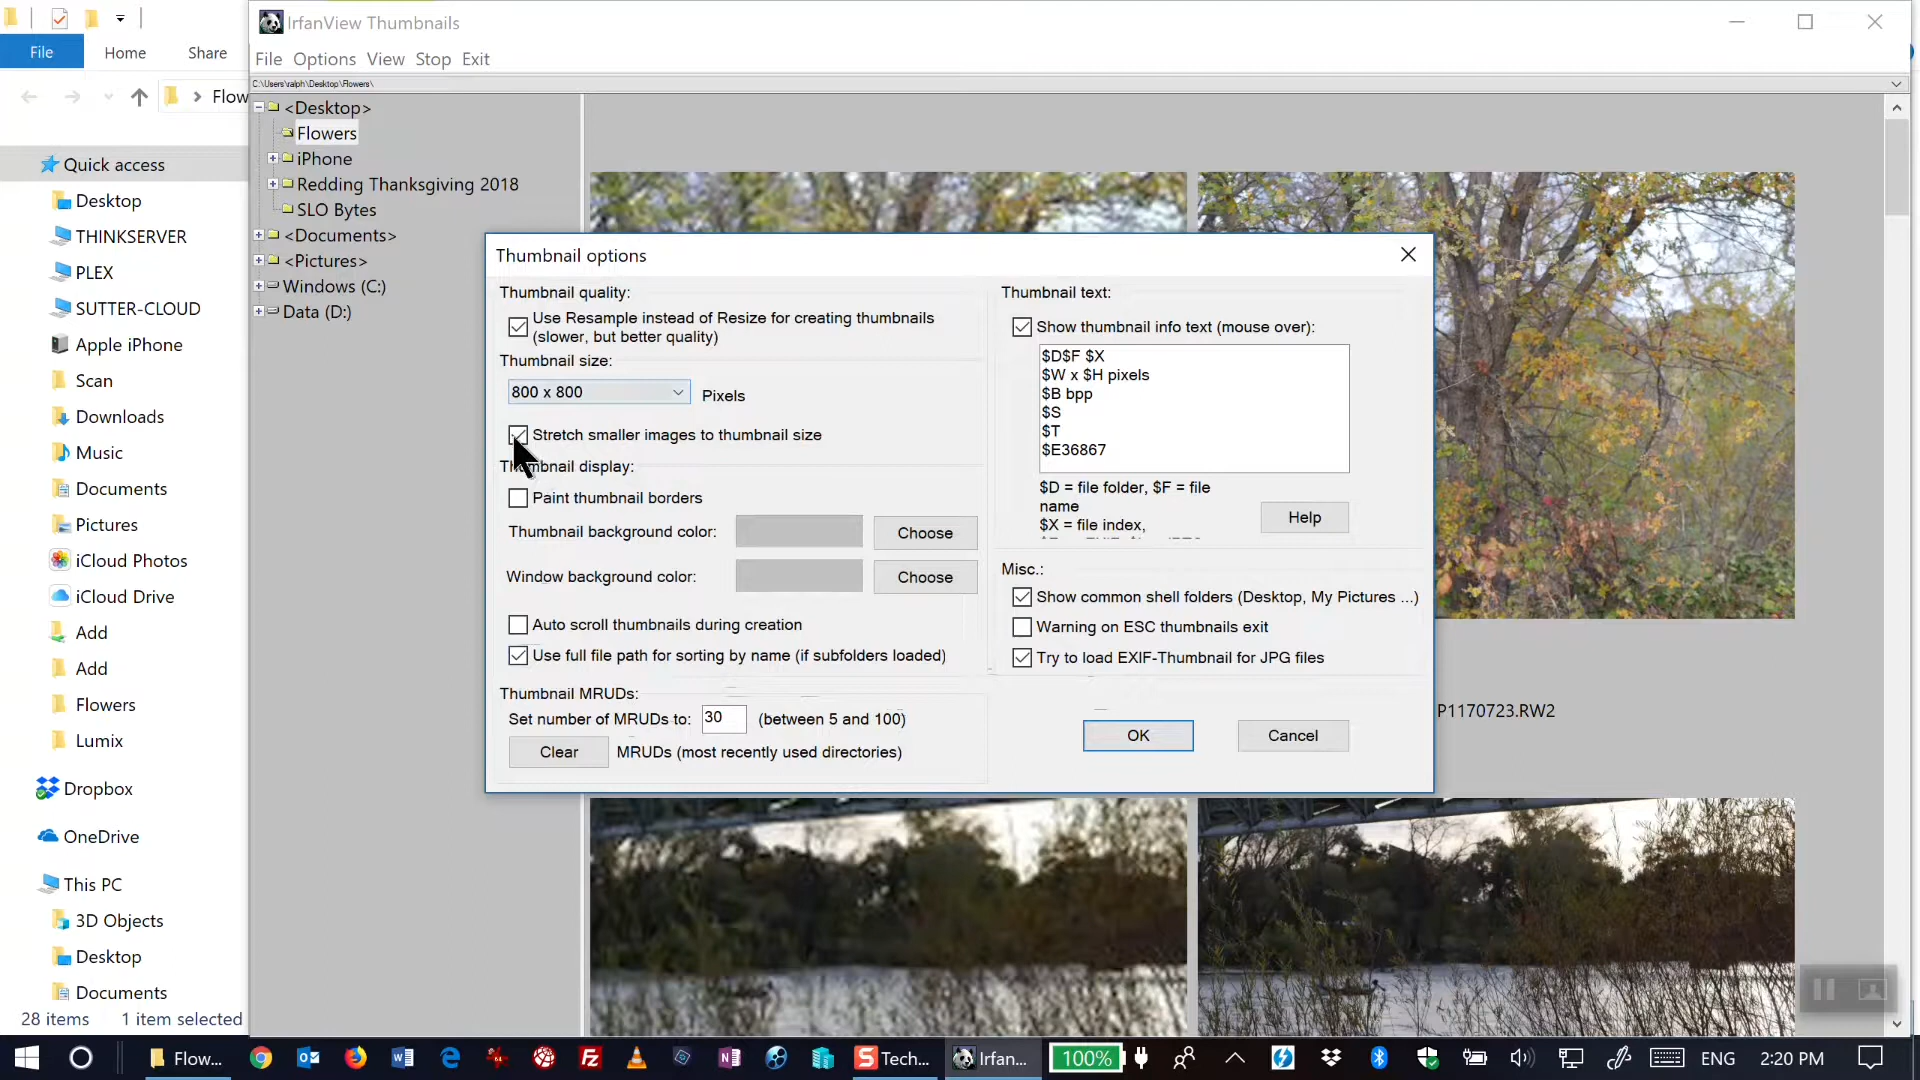 IrfanView Thumbnails
File
Home
Share
File Options View Stop Exit
C:\Users\ralph\Desktop\Flowers\
Flow
<Desktop>
Flowers
iPhone
Redding Thanksgiving 2018
SLO Bytes
<Documents>
<Pictures>
Windows (C:)
Data (D:)
Quick access
Desktop
THINKSERVER
PLEX
SUTTER-CLOUD
Apple iPhone
Scan
Downloads
Music
Documents
Pictures
iCloud Photos
iCloud Drive
Add
Add
Flowers
Lumix
Dropbox
OneDrive
This PC
3D Objects
Desktop
Documents
28 items 1 item selected
Thumbnail options
Thumbnail quality:
Use Resample instead of Resize for creating thumbnails
(slower, but better quality)
Thumbnail size:
800 x 800 Pixels
Stretch smaller images to thumbnail size
Thumbnail display:
Paint thumbnail borders
Thumbnail background color: Choose
Window background color: Choose
Auto scroll thumbnails during creation
Use full file path for sorting by name (if subfolders loaded)
Thumbnail MRUDs:
Set number of MRUDs to: 30 (between 5 and 100)
Clear MRUDs (most recently used directories)
Thumbnail text:
Show thumbnail info text (mouse over):
$D$F $X
$W x $H pixels
$B bpp
$S
$T
$E36867
$D = file folder, $F = file
name
$X = file index,
Help
Misc.:
Show common shell folders (Desktop, My Pictures ...)
Warning on ESC thumbnails exit
Try to load EXIF-Thumbnail for JPG files
OK Cancel
P1170723.RW2
Flow... Tech... Irfan... 100% ENG 2:20 PM